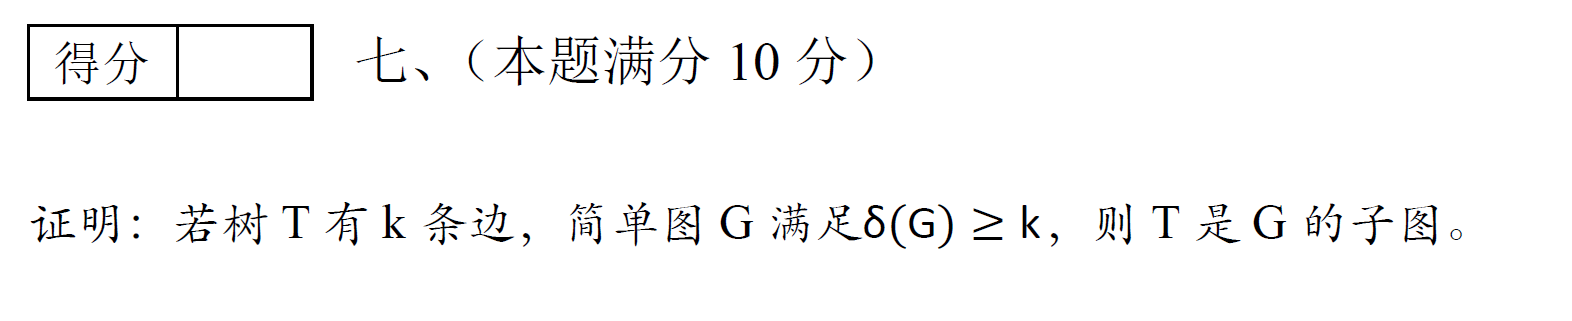 得分 七、（本题满分 10 分）
证明：若树 T 有 k 条边，简单图 G 满足δ(G) ≥ k，则 T 是 G 的子图。